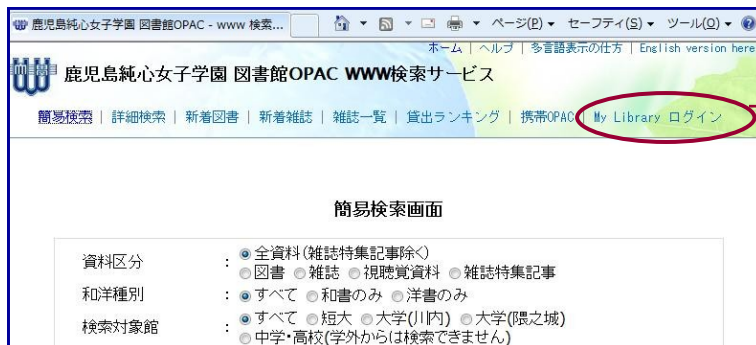 鹿児島純心女子学園 図書館OPAC - www 検索...
ページ(P) セーフティ(S) ツール(O)
ホーム | ヘルプ | 多言語表示の仕方 | English version here
鹿児島純心女子学園 図書館OPAC WWW検索サービス
簡易検索 | 詳細検索 | 新着図書 | 新着雑誌 | 雑誌一覧 | 貸出ランキング | 携帯OPAC | My Library ログイン
簡易検索画面
資料区分 : 全資料(雑誌特集記事除く)
図書 雑誌 視聴覚資料 雑誌特集記事
和洋種別 : すべて 和書のみ 洋書のみ
検索対象館 : すべて 短大 大学(川内) 大学(隈之城)
中学・高校(学外からは検索できません)